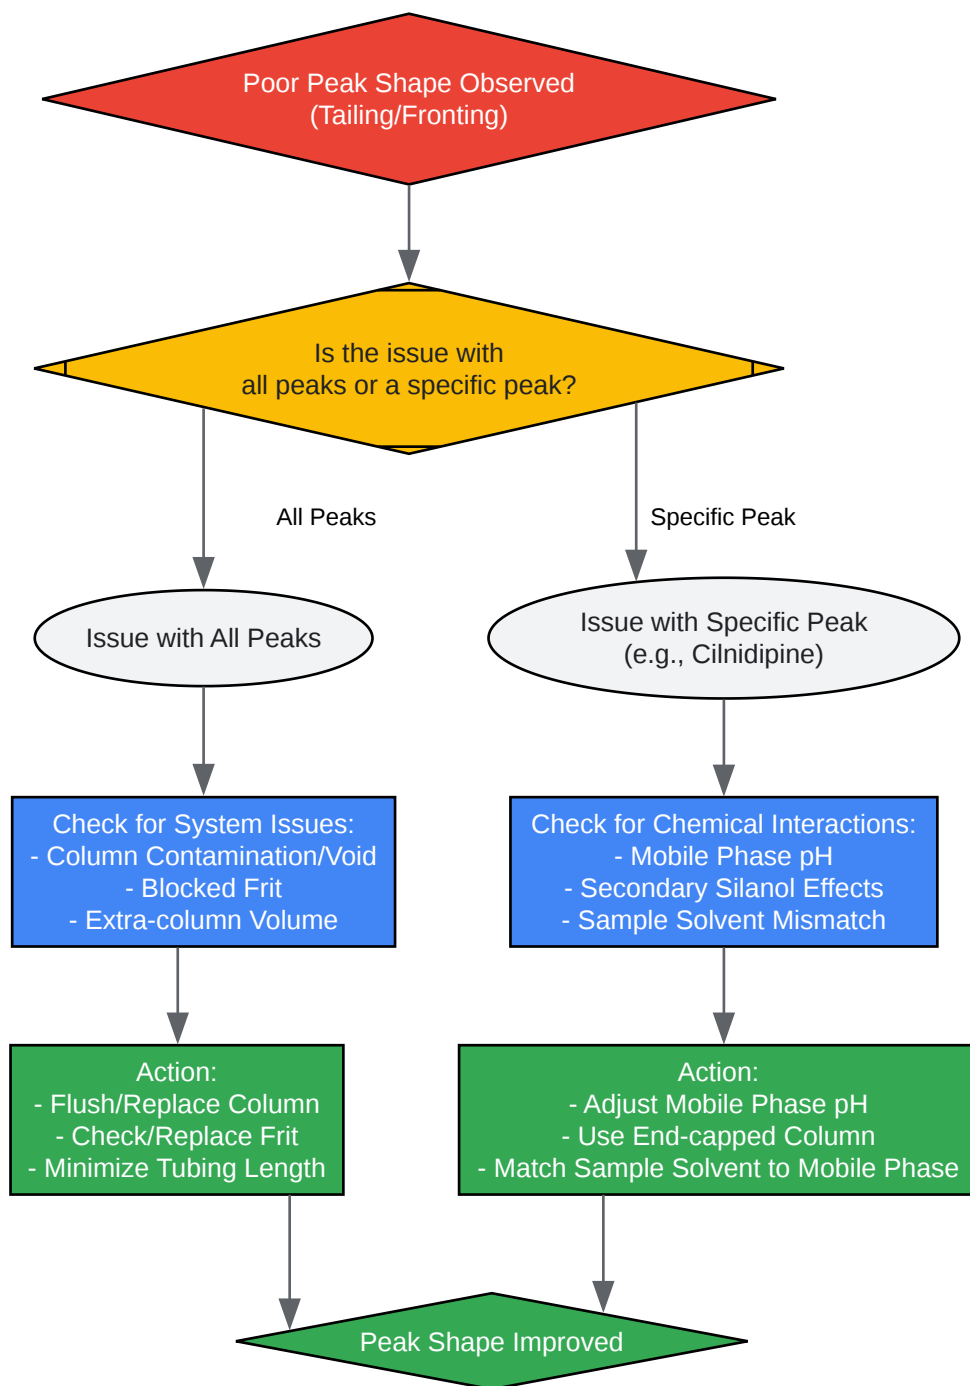 Poor Peak Shape Observed
(Tailing/Fronting)
Is the issue with
all peaks or a specific peak?
All Peaks
Specific Peak
Issue with All Peaks
Issue with Specific Peak
(e.g., Cilnidipine)
Check for System Issues:
- Column Contamination/Void
- Blocked Frit
- Extra-column Volume
Check for Chemical Interactions:
- Mobile Phase pH
- Secondary Silanol Effects
- Sample Solvent Mismatch
Action:
- Flush/Replace Column
- Check/Replace Frit
- Minimize Tubing Length
Action:
- Adjust Mobile Phase pH
- Use End-capped Column
- Match Sample Solvent to Mobile Phase
Peak Shape Improved